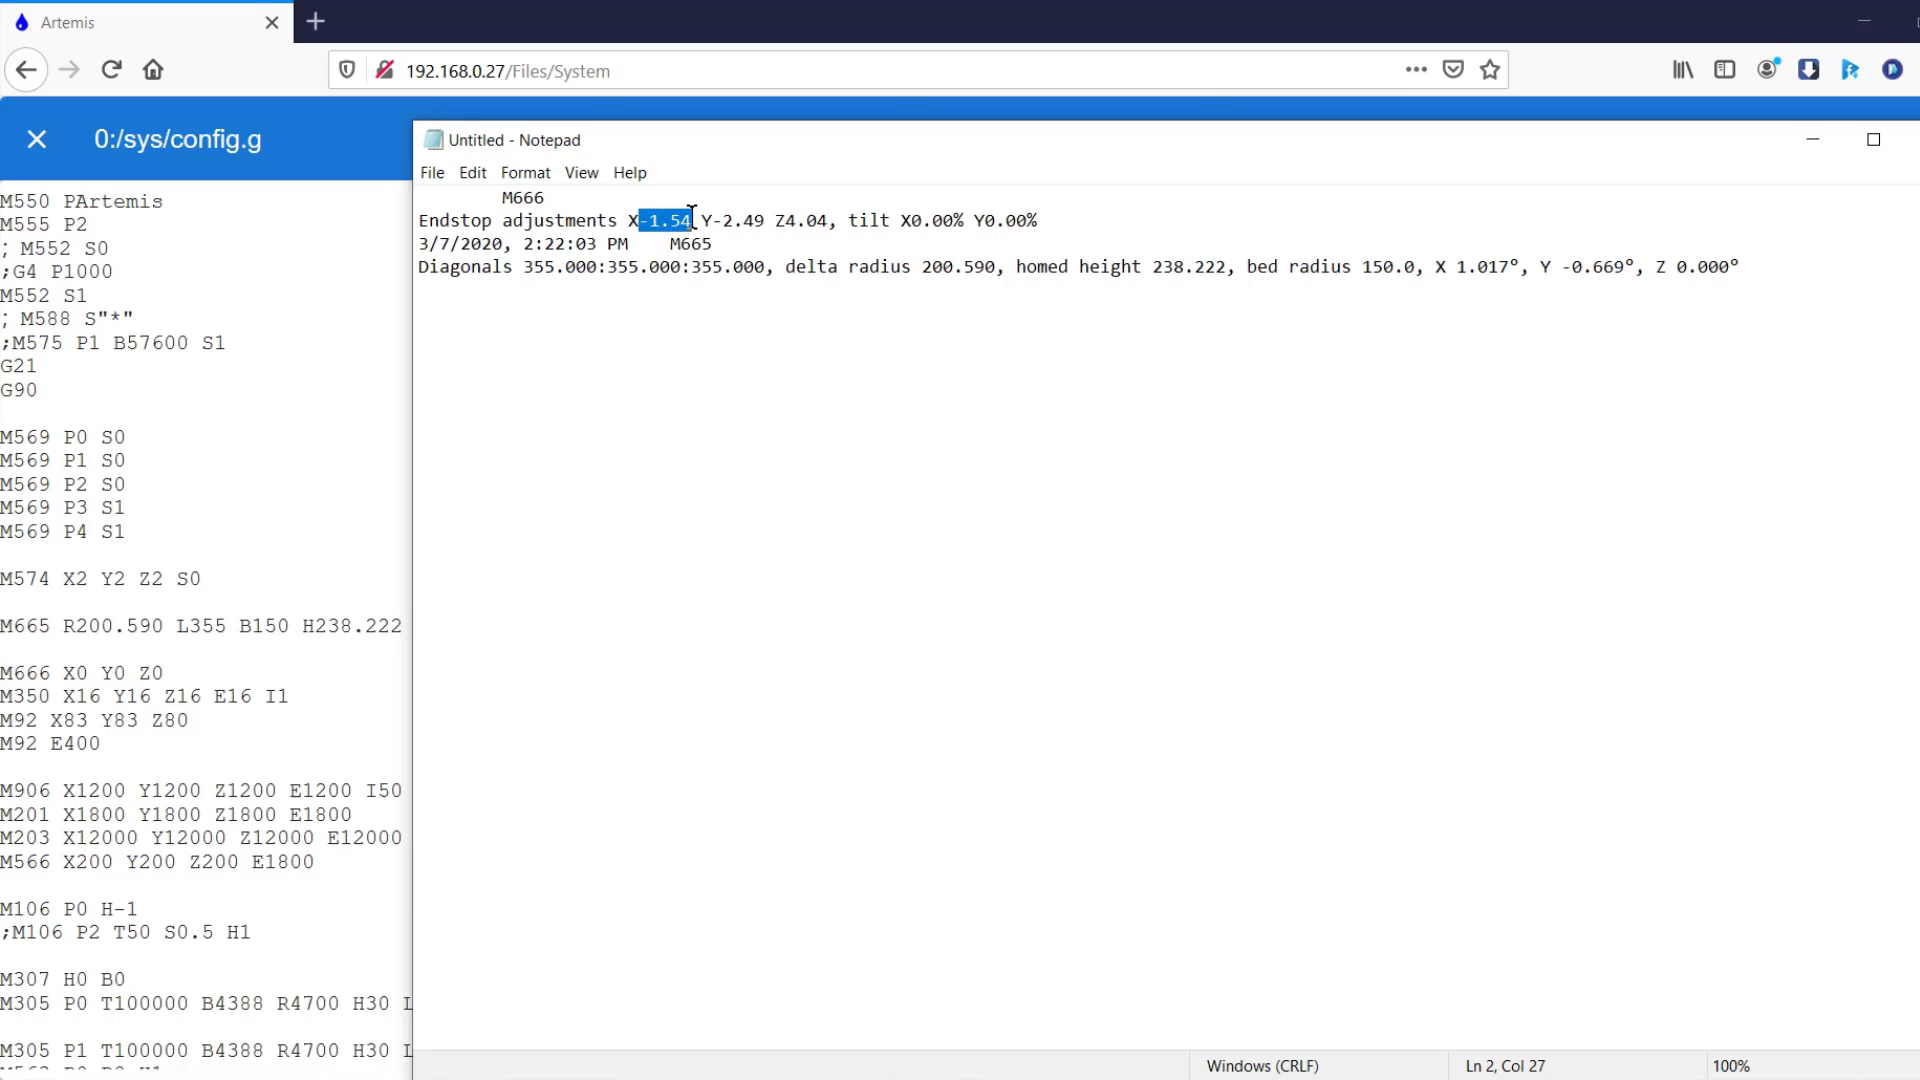 Artemis
192.168.0.27/Files/System
0:/sys/config.g
M550 PArtemis
M555 P2
; M552 S0
;G4 P1000
M552 S1
; M588 S"*"
;M575 P1 B57600 S1
G21
G90
M569 P0 S0
M569 P1 S0
M569 P2 S0
M569 P3 S1
M569 P4 S1
M574 X2 Y2 Z2 S0
M665 R200.590 L355 B150 H238.222
M666 X0 Y0 Z0
M350 X16 Y16 Z16 E16 I1
M92 X83 Y83 Z80
M92 E400
M906 X1200 Y1200 Z1200 E1200 I50
M201 X1800 Y1800 Z1800 E1800
M203 X12000 Y12000 Z12000 E12000
M566 X200 Y200 Z200 E1800
M106 P0 H-1
;M106 P2 T50 S0.5 H1
M307 H0 B0
M305 P0 T100000 B4388 R4700 H30 L
M305 P1 T100000 B4388 R4700 H30 L
Untitled - Notepad
File Edit Format View Help
M666
Endstop adjustments X-1.54 Y-2.49 Z4.04, tilt X0.00% Y0.00%
3/7/2020, 2:22:03 PM M665
Diagonals 355.000:355.000:355.000, delta radius 200.590, homed height 238.222, bed radius 150.0, X 1.017°, Y -0.669°, Z 0.000°
Windows (CRLF) Ln 2, Col 27 100%